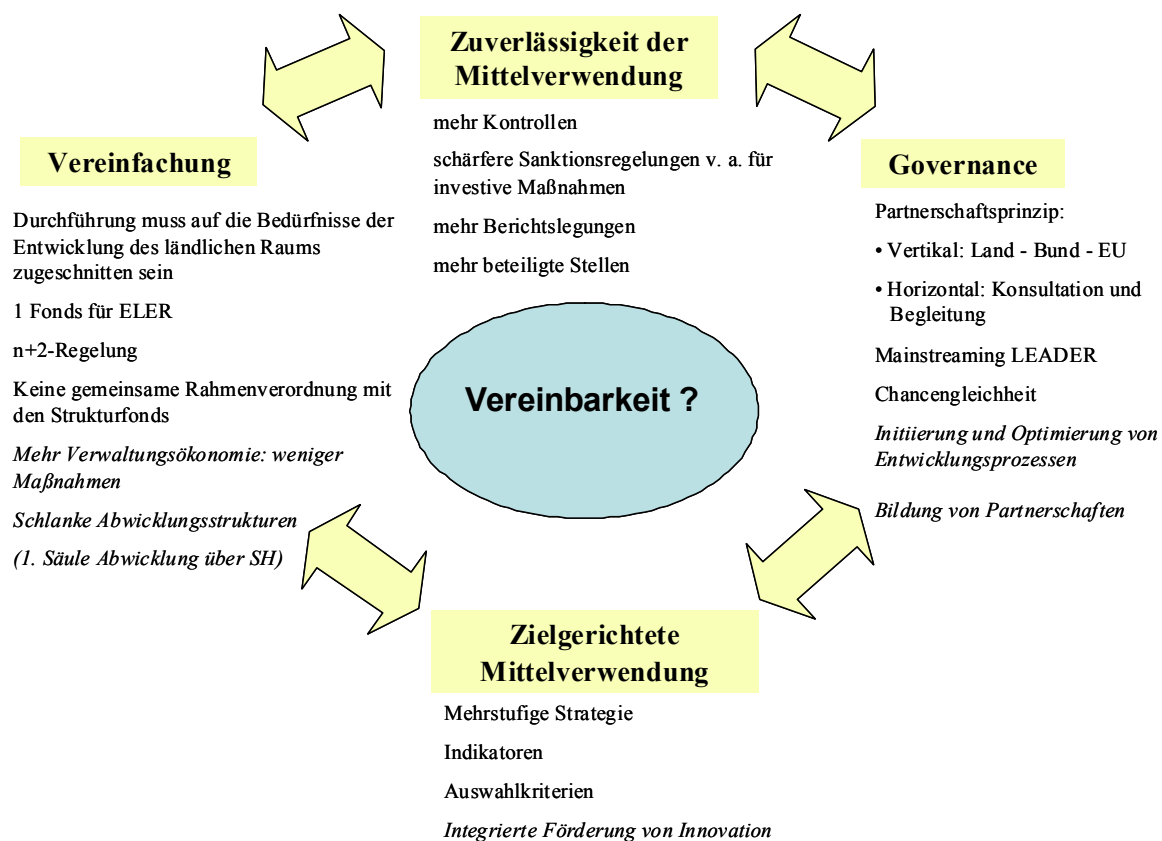 Zuverlässigkeit der
Mittelverwendung
mehr Kontrollen
schärfere Sanktionsregelungen v. a. für
investive Maßnahmen
mehr Berichtslegungen
mehr beteiligte Stellen
Vereinfachung
Durchführung muss auf die Bedürfnisse der
Entwicklung des ländlichen Raums
zugeschnitten sein
1 Fonds für ELER
n+2-Regelung
Keine gemeinsame Rahmenverordnung mit
den Strukturfonds
Mehr Verwaltungsökonomie: weniger
Maßnahmen
Schlanke Abwicklungsstrukturen
(1. Säule Abwicklung über SH)
Vereinbarkeit ?
Governance
Partnerschaftsprinzip:
• Vertikal: Land - Bund - EU
• Horizontal: Konsultation und
Begleitung
Mainstreaming LEADER
Chancengleichheit
Initiierung und Optimierung von
Entwicklungsprozessen
Bildung von Partnerschaften
Zielgerichtete
Mittelverwendung
Mehrstufige Strategie
Indikatoren
Auswahlkriterien
Integrierte Förderung von Innovation